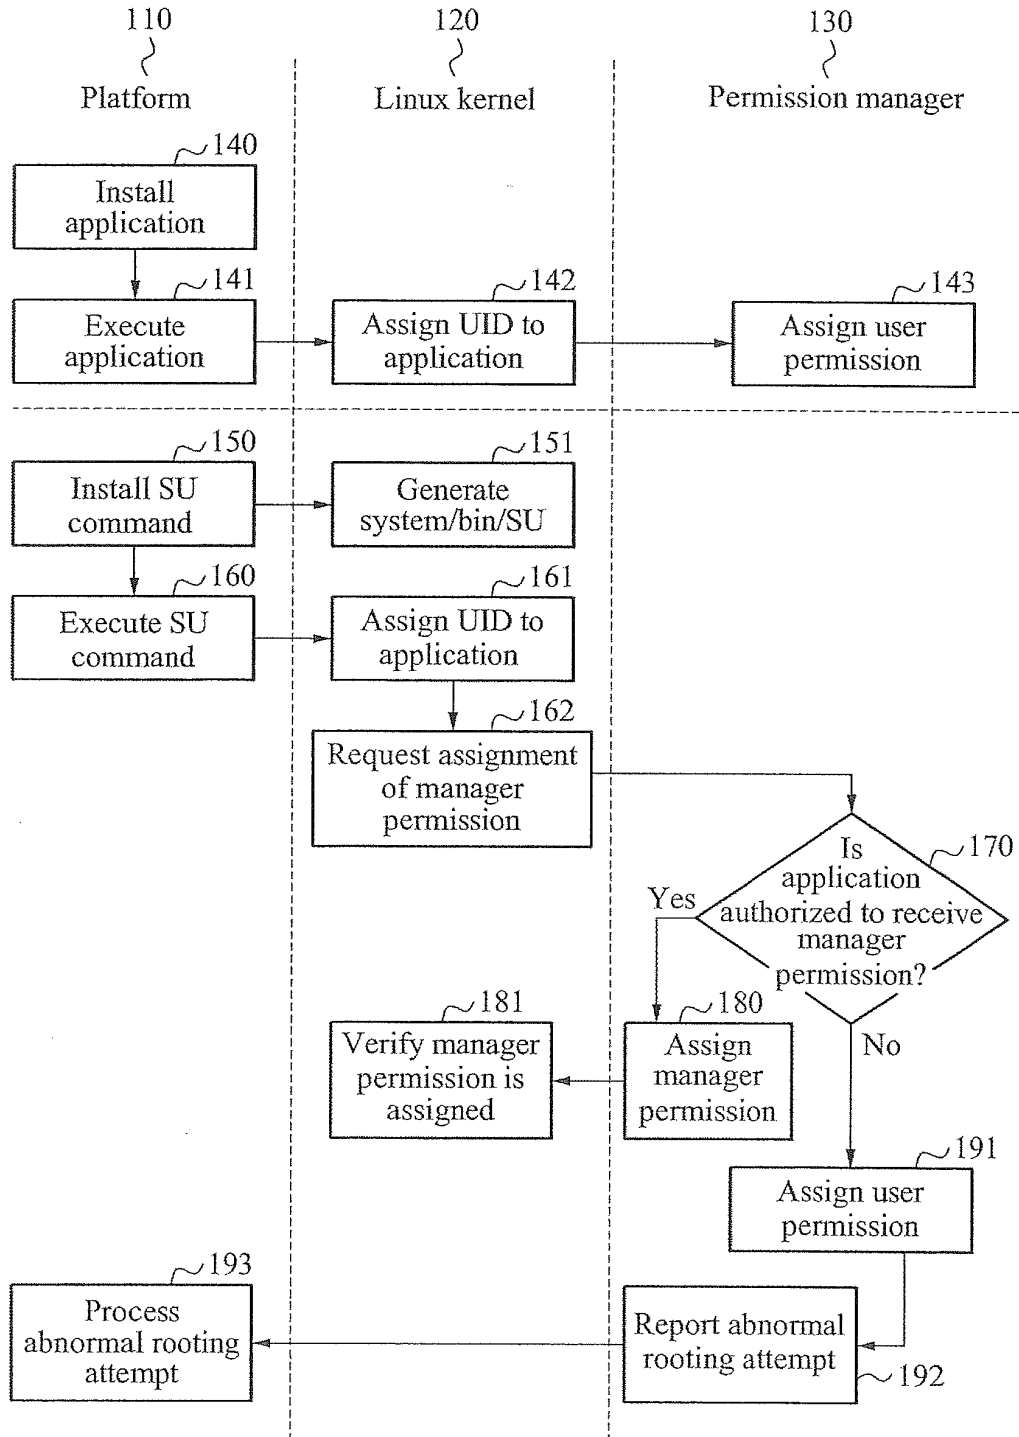 110
120
130
Platform
Linux kernel
Permission manager
140
Install
application
141
Execute
application
142
Assign UID to
application
143
Assign user
permission
150
Install SU
command
151
Generate
system/bin/SU
160
Execute SU
command
161
Assign UID to
application
162
Request assignment
of manager
permission
170
Is
application
authorized to receive
manager
permission?
Yes
No
180
Assign
manager
permission
181
Verify manager
permission is
assigned
191
Assign user
permission
192
Report abnormal
rooting attempt
193
Process
abnormal rooting
attempt